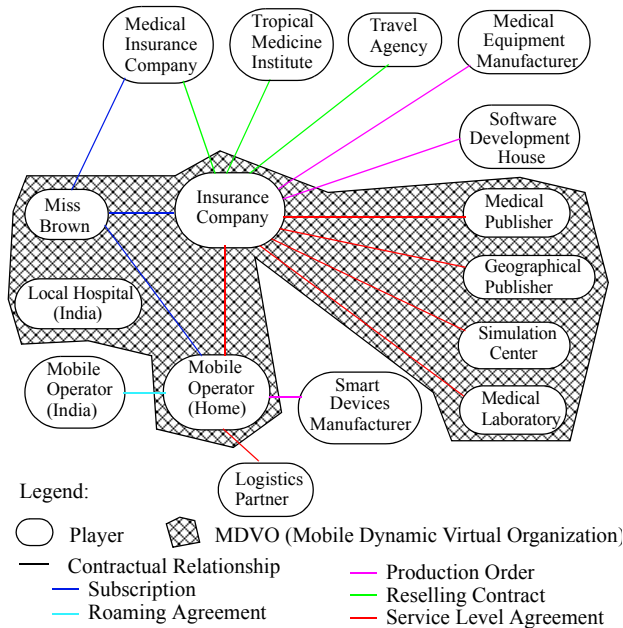 Medical
Insurance
Company
Tropical
Medicine
Institute
Travel
Agency
Medical
Equipment
Manufacturer
Software
Development
House
Miss
Brown
Insurance
Company
Medical
Publisher
Geographical
Publisher
Local Hospital
(India)
Simulation
Center
Mobile
Operator
(India)
Mobile
Operator
(Home)
Smart
Devices
Manufacturer
Medical
Laboratory
Logistics
Partner
Legend:
Player
MDVO (Mobile Dynamic Virtual Organization)
Contractual Relationship
Subscription
Roaming Agreement
Production Order
Reselling Contract
Service Level Agreement